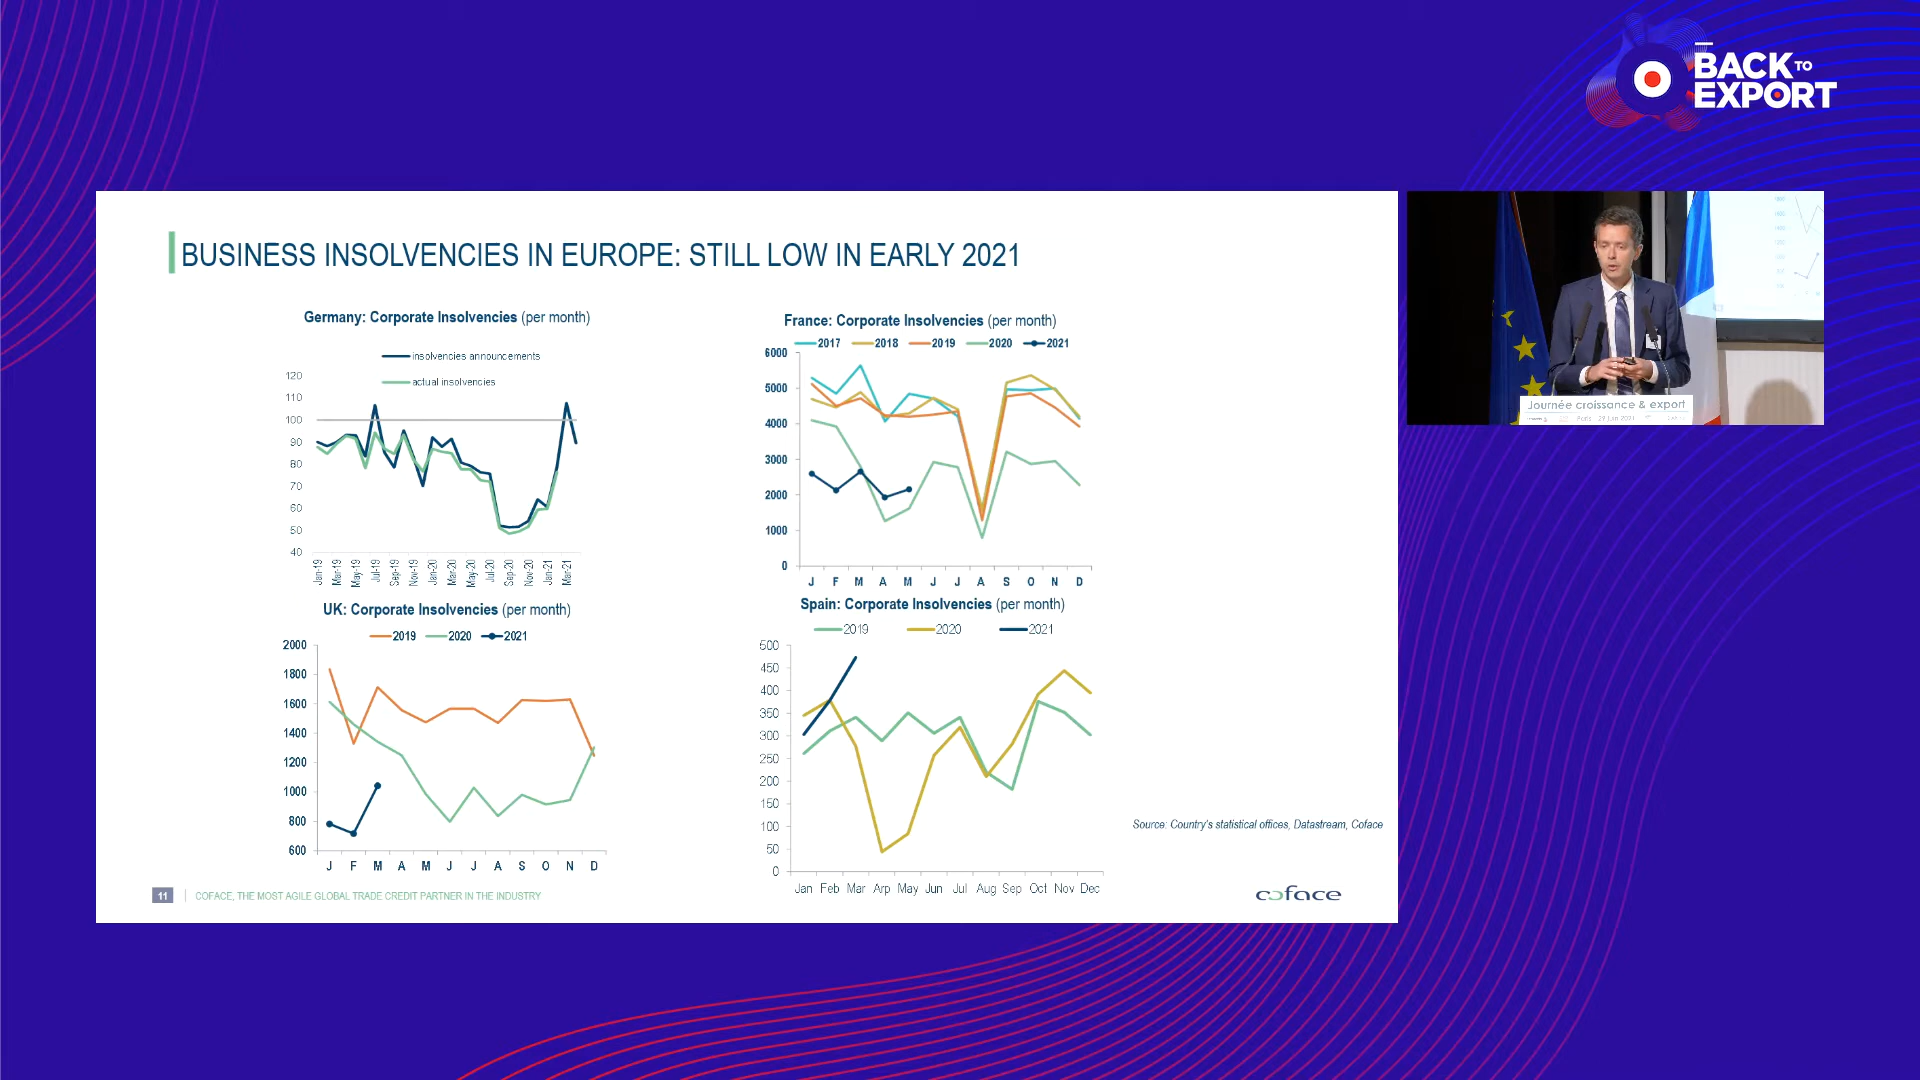 BACK TO
EXPORT
BUSINESS INSOLVENCIES IN EUROPE: STILL LOW IN EARLY 2021
Germany: Corporate Insolvencies (per month)
insolvencies announcements
actual insolvencies
120
110
100
90
80
70
60
50
40
Jan-19 Mar-19 May-19 Jul-19 Sep-19 Nov-19 Jan-20 Mar-20 May-20 Jul-20 Sep-20 Nov-20 Jan-21 Mar-21
France: Corporate Insolvencies (per month)
2017 2018 2019 2020 2021
6000
5000
4000
3000
2000
1000
0
J F M A M J J A S O N D
UK: Corporate Insolvencies (per month)
2019 2020 2021
2000
1800
1600
1400
1200
1000
800
600
J F M A M J J A S O N D
Spain: Corporate Insolvencies (per month)
2019 2020 2021
500
450
400
350
300
250
200
150
100
50
0
Jan Feb Mar Arp May Jun Jul Aug Sep Oct Nov Dec
Source: Country's statistical offices, Datastream, Coface
11 COFACE, THE MOST AGILE GLOBAL TRADE CREDIT PARTNER IN THE INDUSTRY
coface
Journée croissance & export
Paris 29 juin 2021